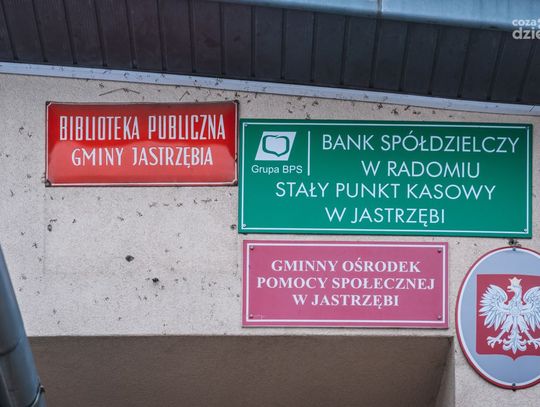 BIBLIOTEKA PUBLICZNA
GMINY JASTRZĘBIA
Grupa BPS
BANK SPÓŁDZIELCZY
W RADOMIU
STAŁY PUNKT KASOWY
W JASTRZĘBI
GMINNY OŚRODEK
POMOCY SPOŁECZNEJ
W JASTRZĘBI